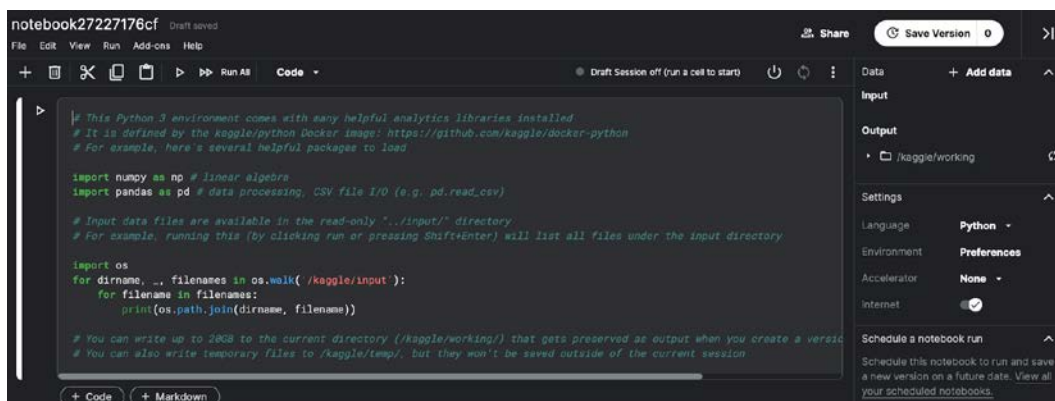 notebook27227176cf Draft saved
File Edit View Run Add-ons Help
Share
Save Version 0
Run All Code
Draft Session off (run a cell to start)
# This Python 3 environment comes with many helpful analytics libraries installed
# It is defined by the kaggle/python Docker image: https://github.com/kaggle/docker-python
# For example, here's several helpful packages to load
import numpy as np # linear algebra
import pandas as pd # data processing, CSV file I/O (e.g. pd.read_csv)
# Input data files are available in the read-only "../input/" directory
# For example, running this (by clicking run or pressing Shift+Enter) will list all files under the input directory
import os
for dirname, _, filenames in os.walk('/kaggle/input'):
for filename in filenames:
print(os.path.join(dirname, filename))
# You can write up to 20GB to the current directory (/kaggle/working/) that gets preserved as output when you create a versio
# You can also write temporary files to /kaggle/temp/, but they won't be saved outside of the current session
+ Code + Markdown
Data + Add data
Input
Output
/kaggle/working
Settings
Language Python
Environment Preferences
Accelerator None
Internet
Schedule a notebook run
Schedule this notebook to run and save
a new version on a future date. View all
your scheduled notebooks.